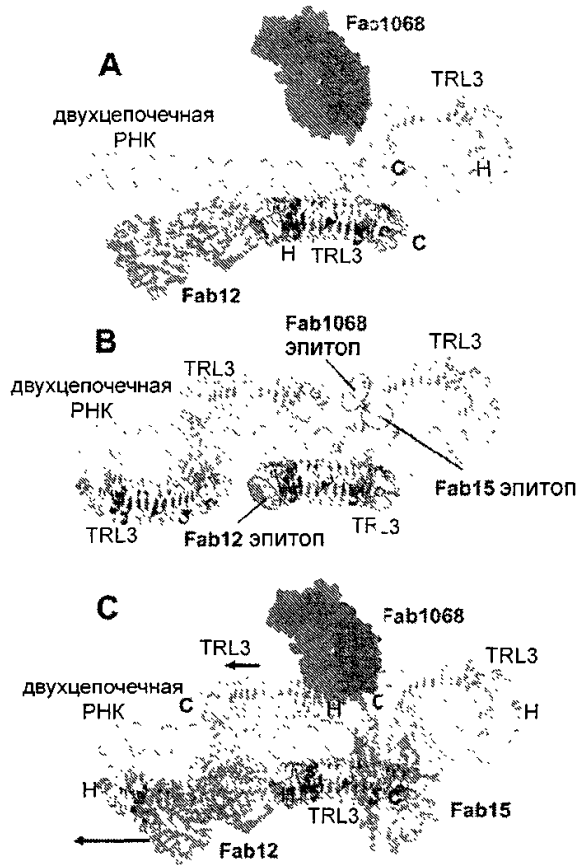 A
Fab1068
TRL3
двухцепочечная
РНК
C
H
H
TRL3
C
Fab12
B
Fab1068
эпитоп
TRL3
TRL3
двухцепочечная
РНК
Fab15 эпитоп
TRL3
Fab12 эпитоп
TRL3
C
Fab1068
TRL3
TRL3
двухцепочечная
РНК
C
H
C
H
H
H
TRL3
C
Fab15
Fab12